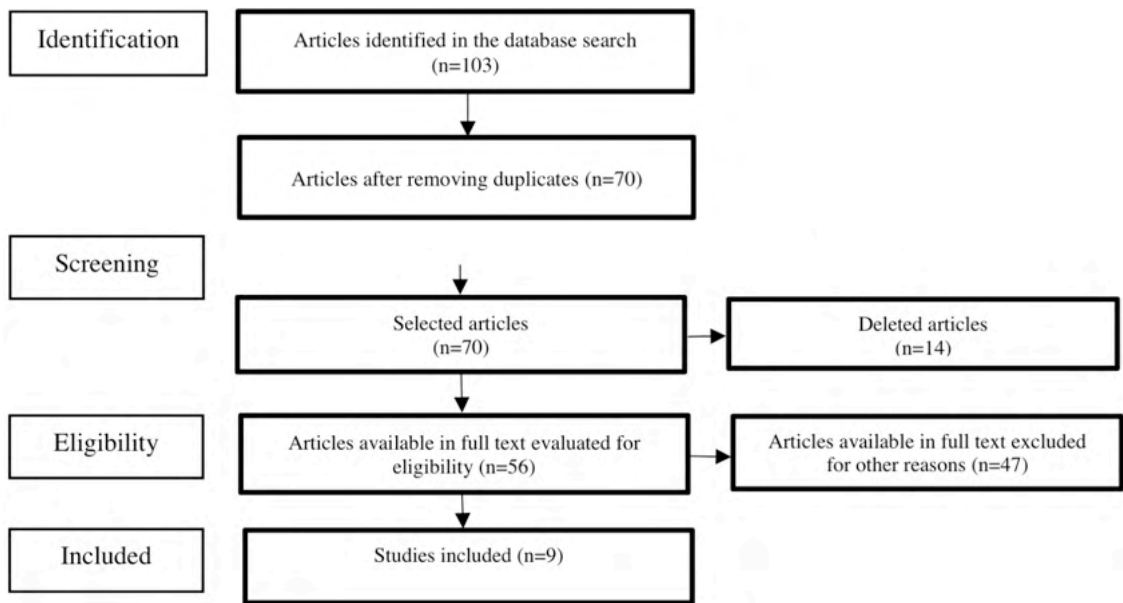 Identification
Articles identified in the database search
(n=103)
Articles after removing duplicates (n=70)
Screening
Selected articles
(n=70)
Deleted articles
(n=14)
Eligibility
Articles available in full text evaluated for
eligibility (n=56)
Articles available in full text excluded
for other reasons (n=47)
Included
Studies included (n=9)